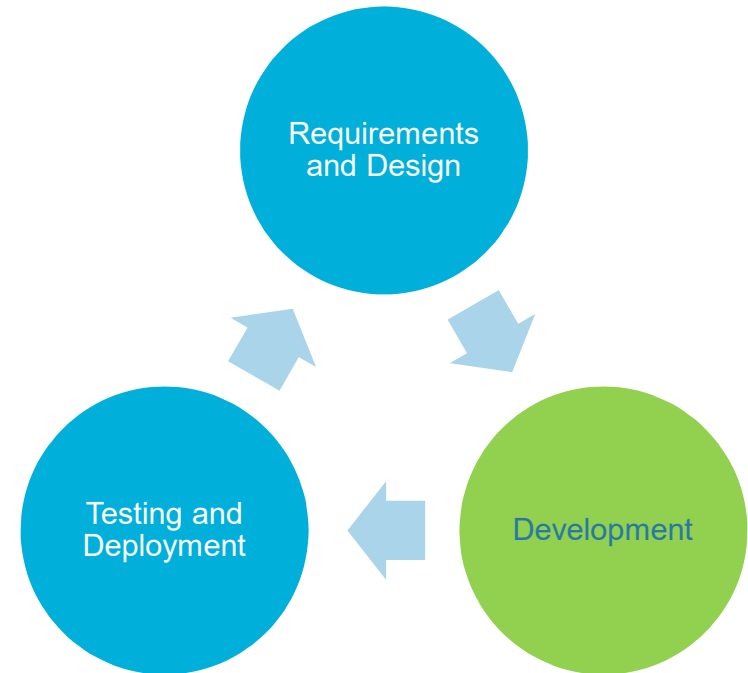 Requirements
and Design
Testing and
Deployment
Development